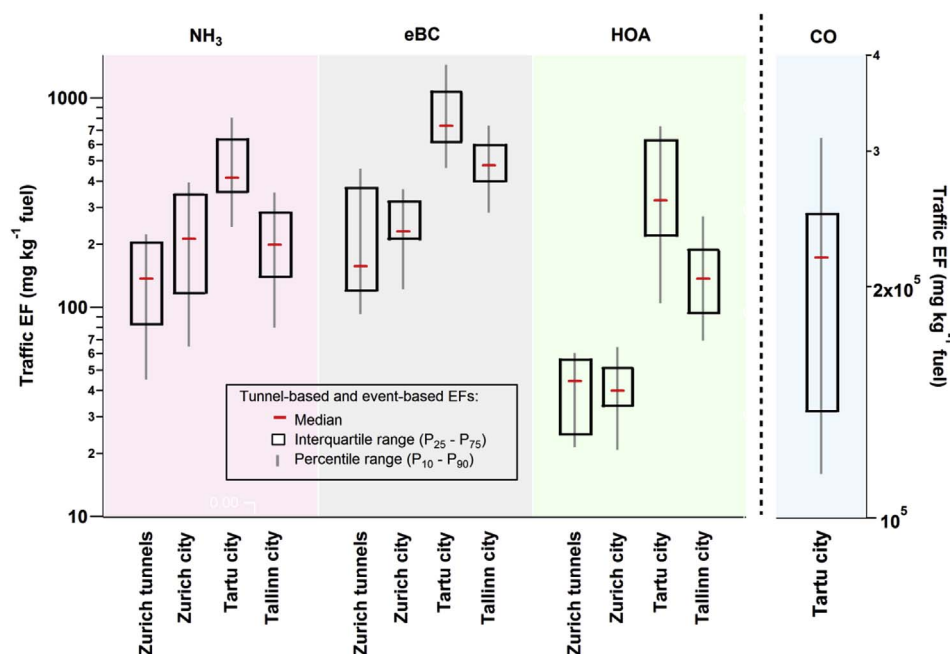 NH₃ eBC HOA CO
Traffic EF (mg kg⁻¹ fuel)
1000
7
6
5
4
3
2
100
7
6
5
4
3
2
10
Tunnel-based and event-based EFs:
Median
Interquartile range (P₂₅ - P₇₅)
Percentile range (P₁₀ - P₉₀)
0.00
4
3
2x10⁵
10⁵
Traffic EF (mg kg⁻¹ fuel)
Zurich tunnels
Zurich city
Tartu city
Tallinn city
Zurich tunnels
Zurich city
Tartu city
Tallinn city
Zurich tunnels
Zurich city
Tartu city
Tallinn city
Tartu city